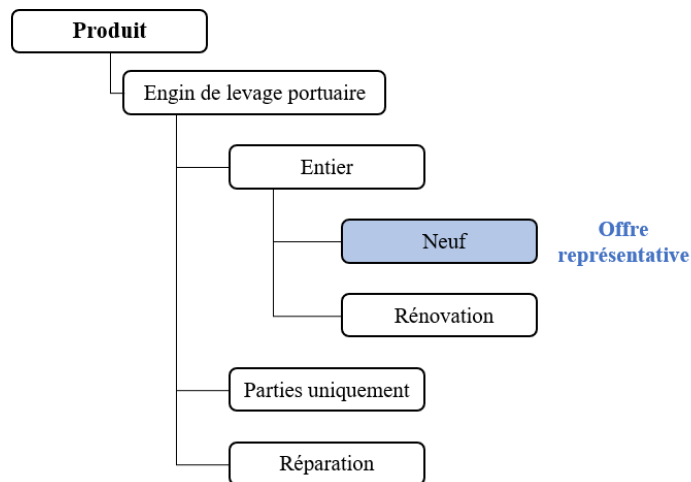 Produit
Engin de levage portuaire
Entier
Neuf
Offre
représentative
Rénovation
Parties uniquement
Réparation